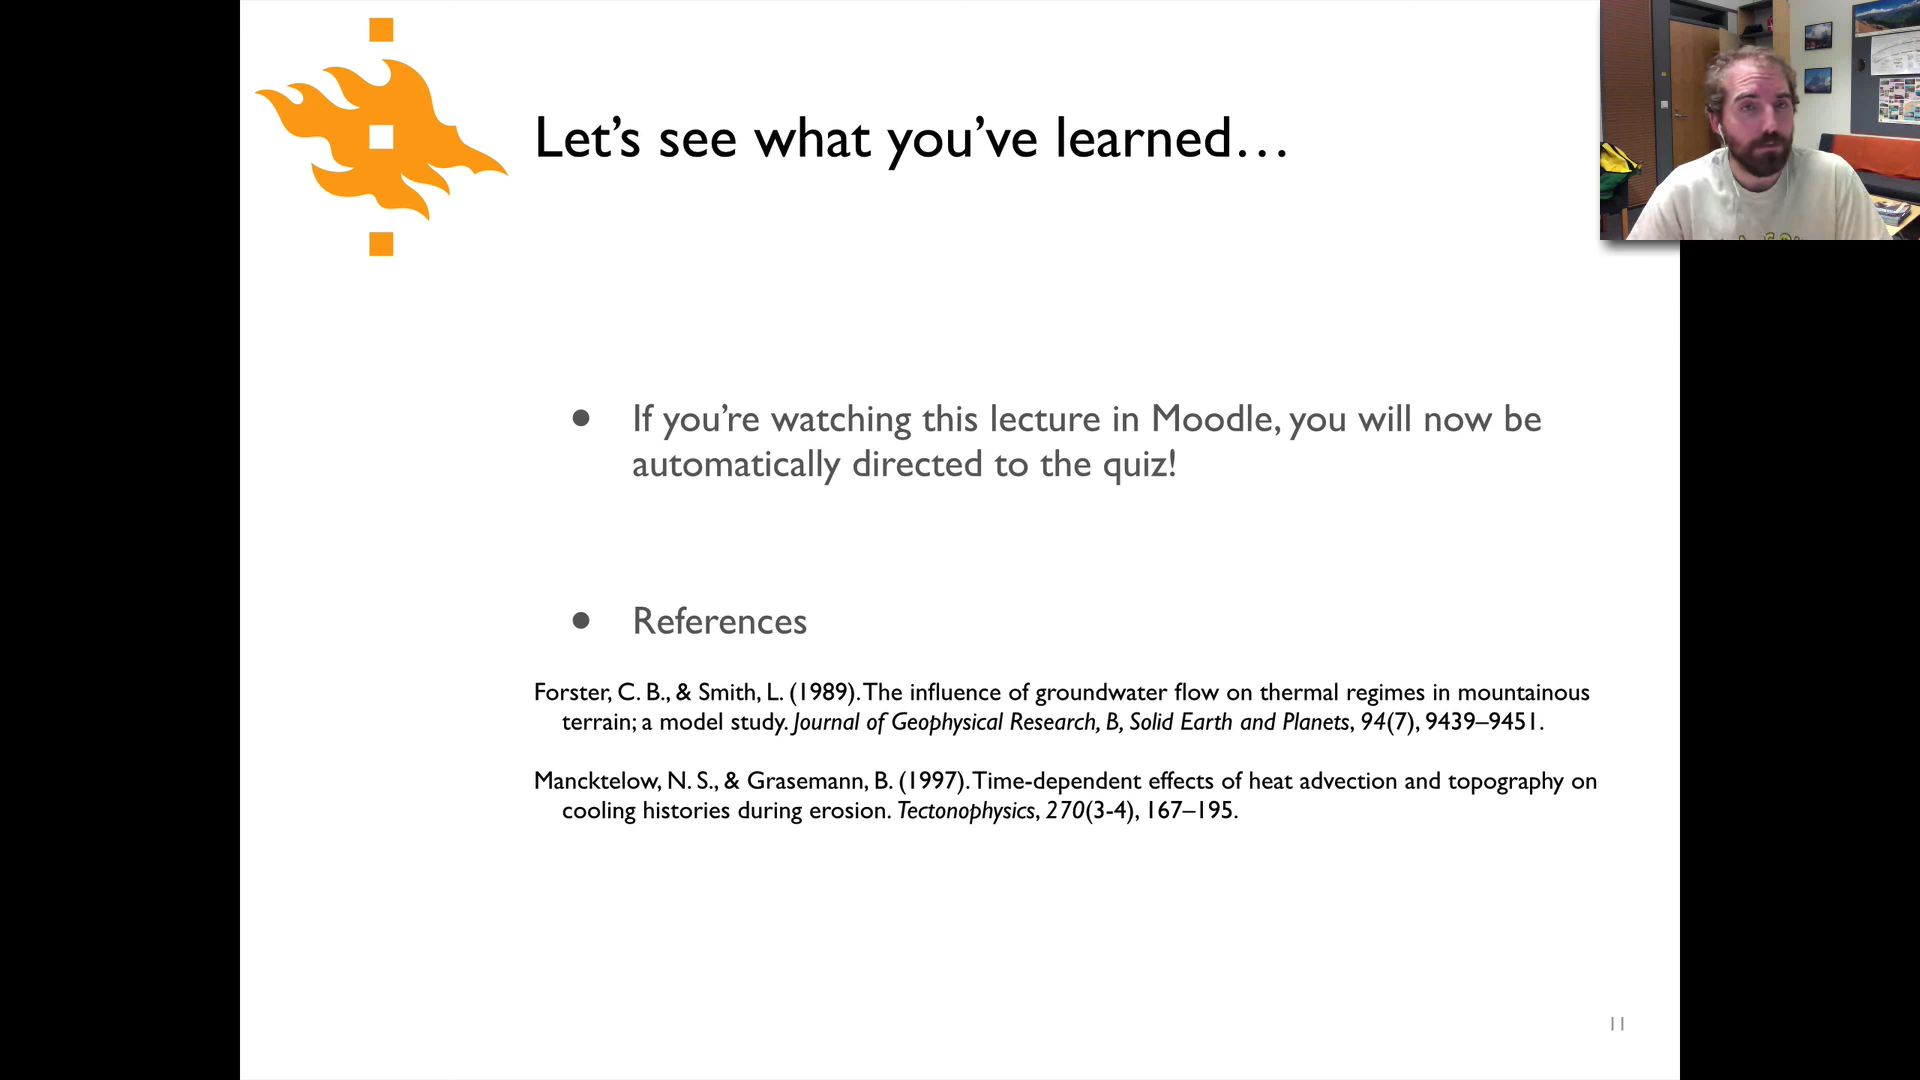 Let’s see what you’ve learned…
● If you’re watching this lecture in Moodle, you will now be
automatically directed to the quiz!
● References
Forster, C. B., & Smith, L. (1989). The influence of groundwater flow on thermal regimes in mountainous
terrain; a model study. Journal of Geophysical Research, B, Solid Earth and Planets, 94(7), 9439–9451.
Mancktelow, N. S., & Grasemann, B. (1997). Time-dependent effects of heat advection and topography on
cooling histories during erosion. Tectonophysics, 270(3-4), 167–195.
11